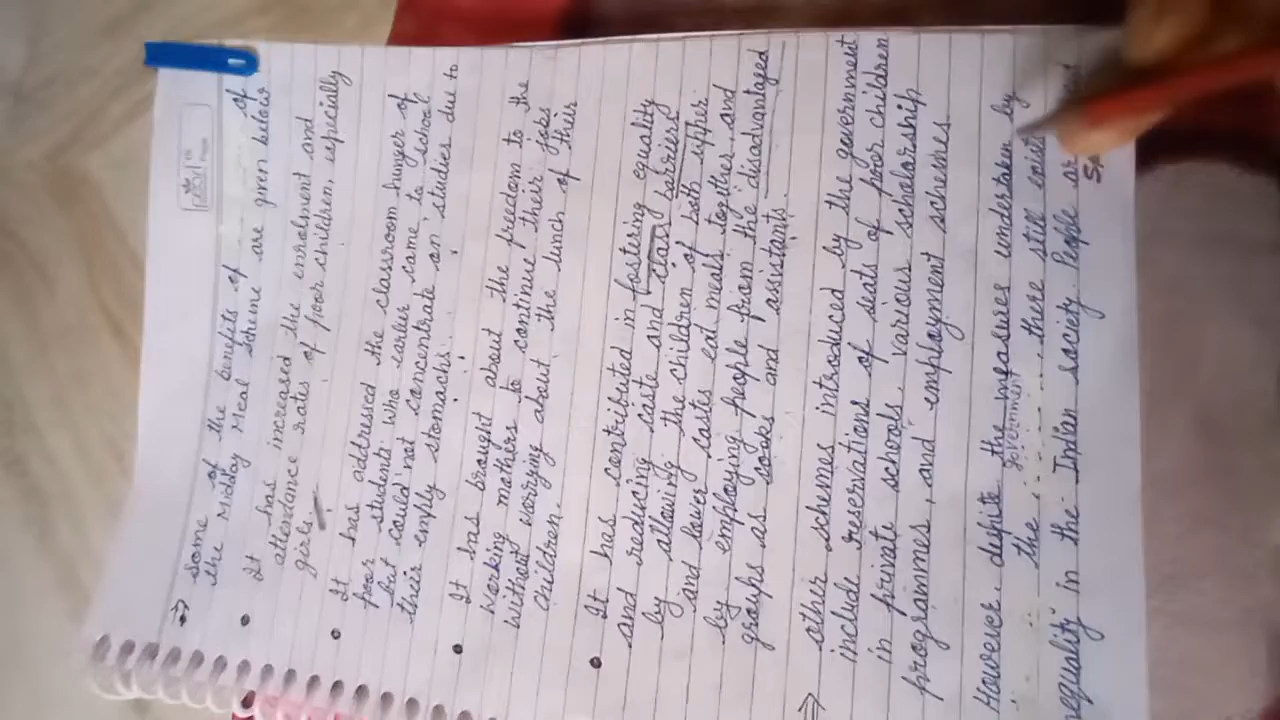 ⇒ some of the benefits of of
the Midday Meal scheme are given below
• It has increased the enrolment and
attendance rates of poor children, especially
girls.
• It has addressed the classroom hunger of
poor students who earlier came to school
but could not concentrate on studies due to
their empty stomachs.
• It has brought about the freedom to the
working mothers to continue their jobs
without worrying about the lunch of their
children.
• It has contributed in fostering equality
and reducing caste and class barriers
by allowing the children of both upper
and lower castes eat meals together and
by employing people from the disadvantaged
groups as cooks and assistants.
⇒ other schemes introduced by the government
include reservations of seats of poor children
in private schools. various scholarship
programmes, and employment schemes.
However depite the measures undertaken by
the government there still exist
inequality in the Indian society. People